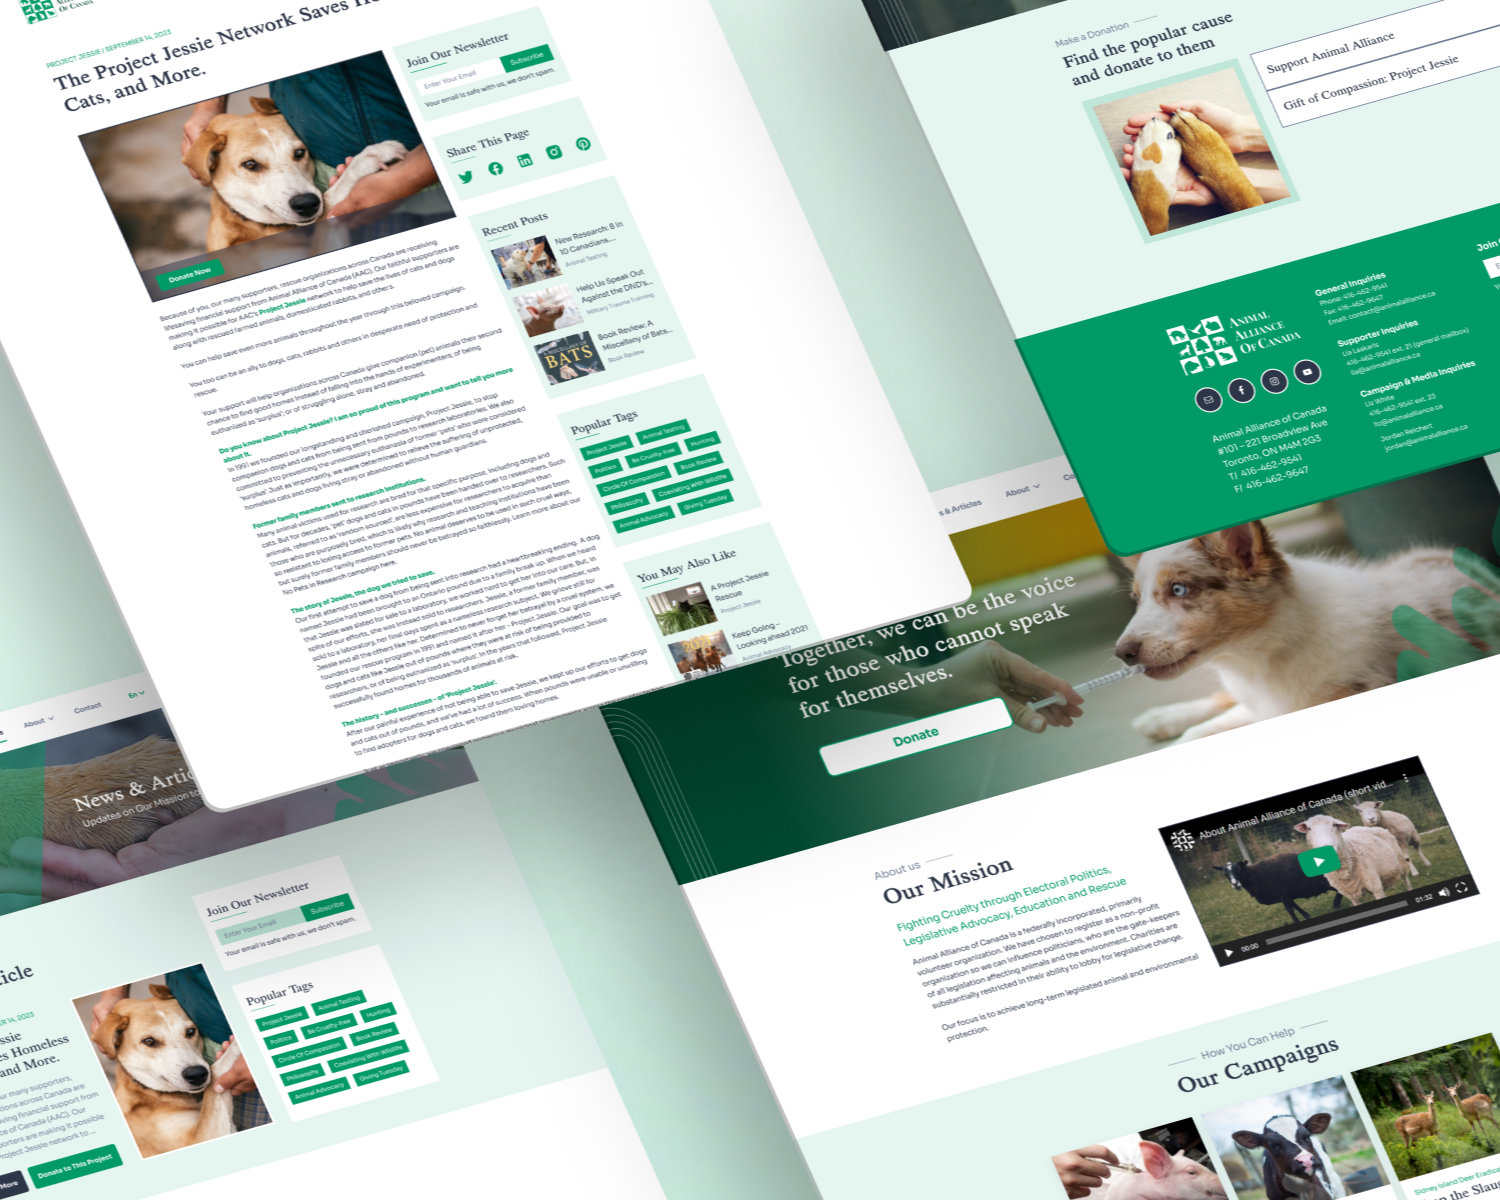 OF CANADA
PROJECT JESSIE / SEPTEMBER 14, 2023
The Project Jessie Network Saves
Cats, and More.
Donate Now
Because of you, our many supporters, rescue organizations across Canada are receiving
lifesaving financial support from Animal Alliance of Canada (AAC). Our faithful supporters are
making it possible for AAC's Project Jessie network to help save the lives of cats and dogs
along with rescued farmed animals, domesticated rabbits, and others.
You can help save even more animals throughout the year through this beloved campaign.
You too can be an ally to dogs, cats, rabbits and others in desperate need of protection and
rescue.
Your support will help organizations across Canada give companion (pet) animals their second
chance to find good homes instead of falling into the hands of experimenters; of being
euthanized as 'surplus'; or of struggling alone, stay and abandoned.
Do you know about Project Jessie? I am so proud of this program and want to tell you more
about it.
In 1991 we founded our longstanding and cherished campaign, Project Jessie, to stop
companion dogs and cats from being sent from pounds to research laboratories. We also
committed to preventing the unnecessary euthanasia of former 'pets' who were considered
'surplus'. Just as importantly, we were determined to relieve the suffering of unprotected,
homeless cats and dogs living stray or abandoned without human guardians.
Former family members sent to research institutions.
Many animal victims used for research are bred for that specific purpose, including dogs and
cats. But for decades, 'pet' dogs and cats in pounds have been handed over to researchers. Such
animals, referred to as 'random sourced' are less expensive for researchers to acquire than
those who are purposely bred, which is likely why research and teaching institutions have been
so resistant to losing access to former pets. No animal deserves to be used in such cruel ways,
but surely former family members should never be betrayed so faithlessly. Learn more about our
No Pets in Research campaign here.
The story of Jessie, the dog we tried to save.
Our first attempt to save a dog from being sent into research had a heartbreaking ending. A dog
named Jessie had been brought to an Ontario pound due to a family break up. When we heard
that Jessie was slated for sale to a laboratory, we worked hard to get her into our care. But, in
spite of our efforts, she was instead sold to researchers. Jessie, a former family member, was
sold to a laboratory, her final days spent as a nameless research subject. We grieve still for
Jessie and all the others like her. Determined to never forget her betrayal by a cruel system, we
founded our rescue program in 1991 and named it after her - Project Jessie. Our goal was to get
dogs and cats like Jessie out of pounds where they were at risk of being provided to
researchers, or of being euthanized as 'surplus'. In the years that followed, Project Jessie
successfully found homes for thousands of animals at risk.
The history - and successes - of 'Project Jessie'.
After our painful experience of not being able to save Jessie, we kept up our efforts to get dogs
and cats out of pounds, and we've had a lot of success. When pounds were unable or unwilling
to find adopters for dogs and cats, we found them loving homes.
Join Our Newsletter
Enter Your Email
Subscribe
Your email is safe with us, we don't spam.
Share This Page
Recent Posts
New Research: 8 in
10 Canadians...
Animal Testing
Help Us Speak Out
Against the DND's...
Military Trauma Training
BATS
Book Review: A
Miscellany of Bats...
Book Review
Popular Tags
Project Jessie
Animal Testing
Politics
Be Cruelty-free
Hunting
Circle Of Compassion
Book Review
Philosophy
Coexisting With Wildlife
Animal Advocacy
Giving Tuesday
You May Also Like
A Project Jessie
Rescue
Project Jessie
Keep Going –
Looking ahead 2021
Animal Advocacy
Make a Donation
Find the popular cause
and donate to them
Support Animal Alliance
Gift of Compassion: Project Jessie
ANIMAL
ALLIANCE
OF CANADA
Animal Alliance of Canada
#101 – 221 Broadview Ave
Toronto, ON M4M 2G3
T/ 416-462-9541
F/ 416-462-9647
General Inquiries
Phone: 416-462-9541
Fax: 416-462-9647
Email: contact@animalalliance.ca
Supporter Inquiries
Lia Laskaris
416-462-9541 ext. 21 (general mailbox)
lia@animalalliance.ca
Campaign & Media Inquiries
Liz White
416-462-9541 ext. 23
liz@animalalliance.ca
Jordan Reichert
jordan@animalalliance.ca
Join
s & Articles
About
Co
Together, we can be the voice
for those who cannot speak
for themselves.
Donate
About us
Our Mission
Fighting Cruelty through Electoral Politics,
Legislative Advocacy, Education and Rescue
Animal Alliance of Canada is a federally incorporated, primarily
volunteer organization. We have chosen to register as a non-profit
organization so we can influence politicians, who are the gate-keepers
of all legislation affecting animals and the environment. Charities are
substantially restricted in their ability to lobby for legislative change.
Our focus is to achieve long-term legislated animal and environmental
protection.
About Animal Alliance of Canada (short vid...
00:00
01:32
How You Can Help
Our Campaigns
Sidney Island Deer Eradica
p the Slau
About
Contact
En
News & Artic
Updates on Our Mission to
icle
ER 14, 2023
ssie
es Homeless
and More.
ur many supporters,
tions across Canada are
ving financial support from
ce of Canada (AAC). Our
porters are making it possible
Project Jessie network to ...
More
Donate to This Project
Join Our Newsletter
Enter Your Email
Subscribe
Your email is safe with us, we don't spam.
Popular Tags
Project Jessie
Animal Testing
Politics
Be Cruelty-free
Hunting
Circle Of Compassion
Book Review
Philosophy
Coexisting With Wildlife
Animal Advocacy
Giving Tuesday